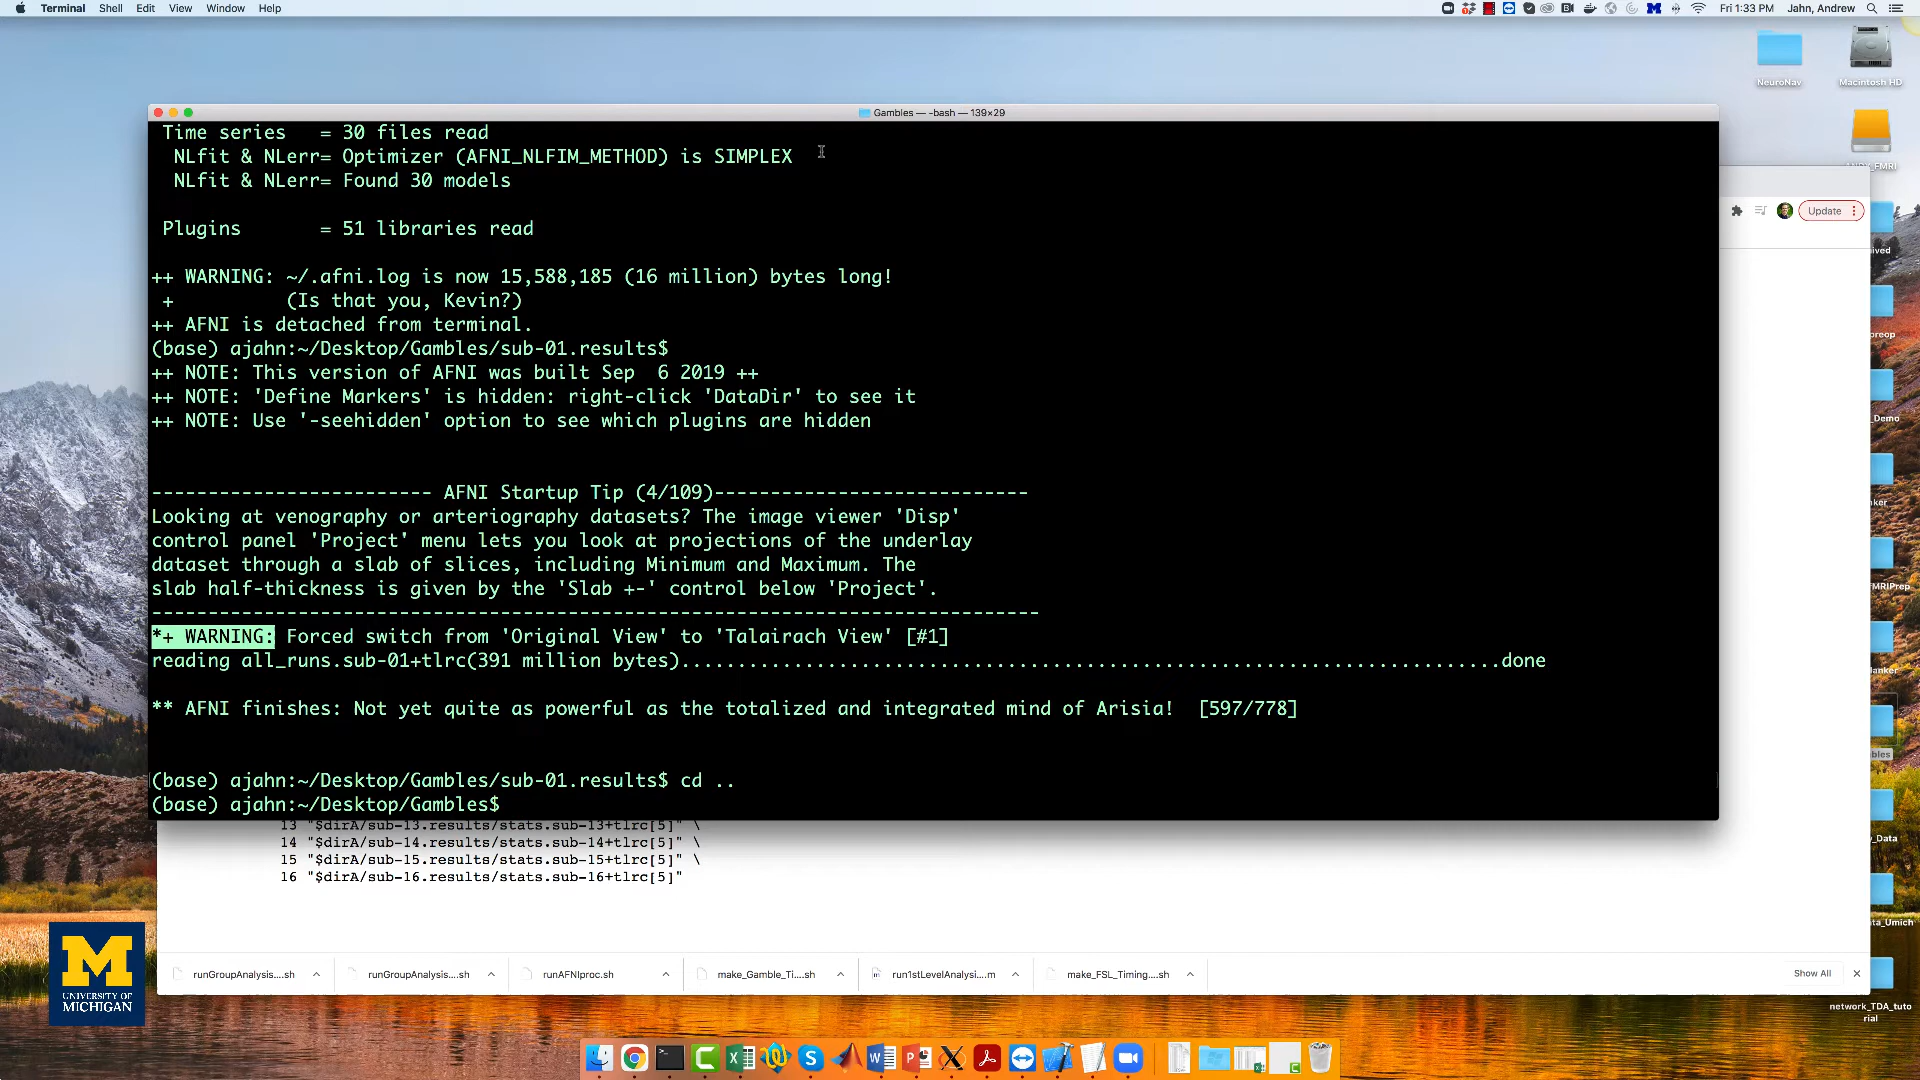 Terminal Shell Edit View Window Help
Fri 1:33 PM Jahn, Andrew
NeuroNav
Macintosh HD
Gambles — -bash — 139×29
Time series   = 30 files read
NLfit & NLerr= Optimizer (AFNI_NLFIM_METHOD) is SIMPLEX
NLfit & NLerr= Found 30 models
Plugins       = 51 libraries read
Update
++ WARNING: ~/.afni.log is now 15,588,185 (16 million) bytes long!
+          (Is that you, Kevin?)
++ AFNI is detached from terminal.
(base) ajahn:~/Desktop/Gambles/sub-01.results$
++ NOTE: This version of AFNI was built Sep  6 2019 ++
++ NOTE: 'Define Markers' is hidden: right-click 'DataDir' to see it
++ NOTE: Use '-seehidden' option to see which plugins are hidden
------------------------- AFNI Startup Tip (4/109)----------------------------
Looking at venography or arteriography datasets? The image viewer 'Disp'
control panel 'Project' menu lets you look at projections of the underlay
dataset through a slab of slices, including Minimum and Maximum. The
slab half-thickness is given by the 'Slab +-' control below 'Project'.
-------------------------------------------------------------------------------
*+ WARNING: Forced switch from 'Original View' to 'Talairach View' [#1]
reading all_runs.sub-01+tlrc(391 million bytes).........................................................................done
** AFNI finishes: Not yet quite as powerful as the totalized and integrated mind of Arisia!  [597/778]
(base) ajahn:~/Desktop/Gambles/sub-01.results$ cd ..
(base) ajahn:~/Desktop/Gambles$
13 "$dirA/sub-13.results/stats.sub-13+tlrc[5]" \
14 "$dirA/sub-14.results/stats.sub-14+tlrc[5]" \
15 "$dirA/sub-15.results/stats.sub-15+tlrc[5]" \
16 "$dirA/sub-16.results/stats.sub-16+tlrc[5]"
runGroupAnalysis....sh
runGroupAnalysis....sh
runAFNIproc.sh
make_Gamble_Ti....sh
run1stLevelAnalysi....m
make_FSL_Timing....sh
Show All
M
UNIVERSITY OF
MICHIGAN
network_TDA_tuto
rial